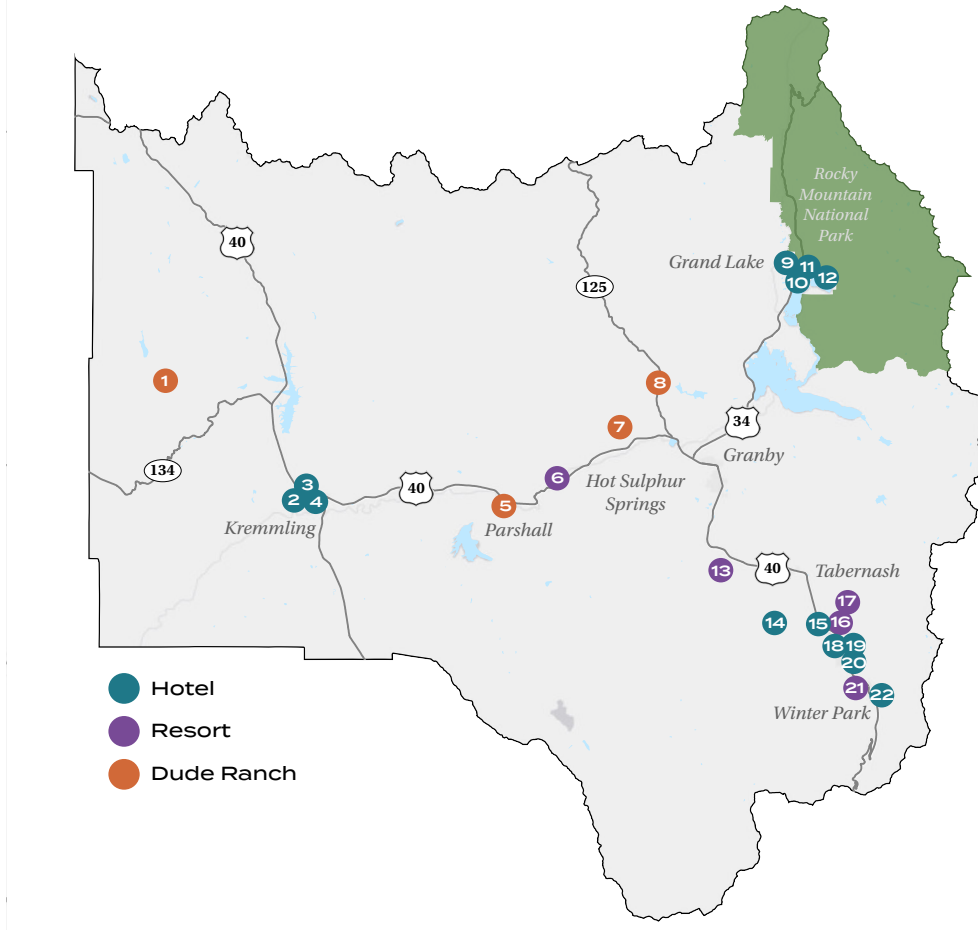 Rocky
Mountain
National
Park
40
Grand Lake
9
11
10
12
125
1
8
7
34
Granby
134
3
2
4
Kremmling
40
6
Hot Sulphur
Springs
5
Parshall
13
40
Tabernash
17
14
15
16
18
19
20
21
22
Winter Park
Hotel
Resort
Dude Ranch